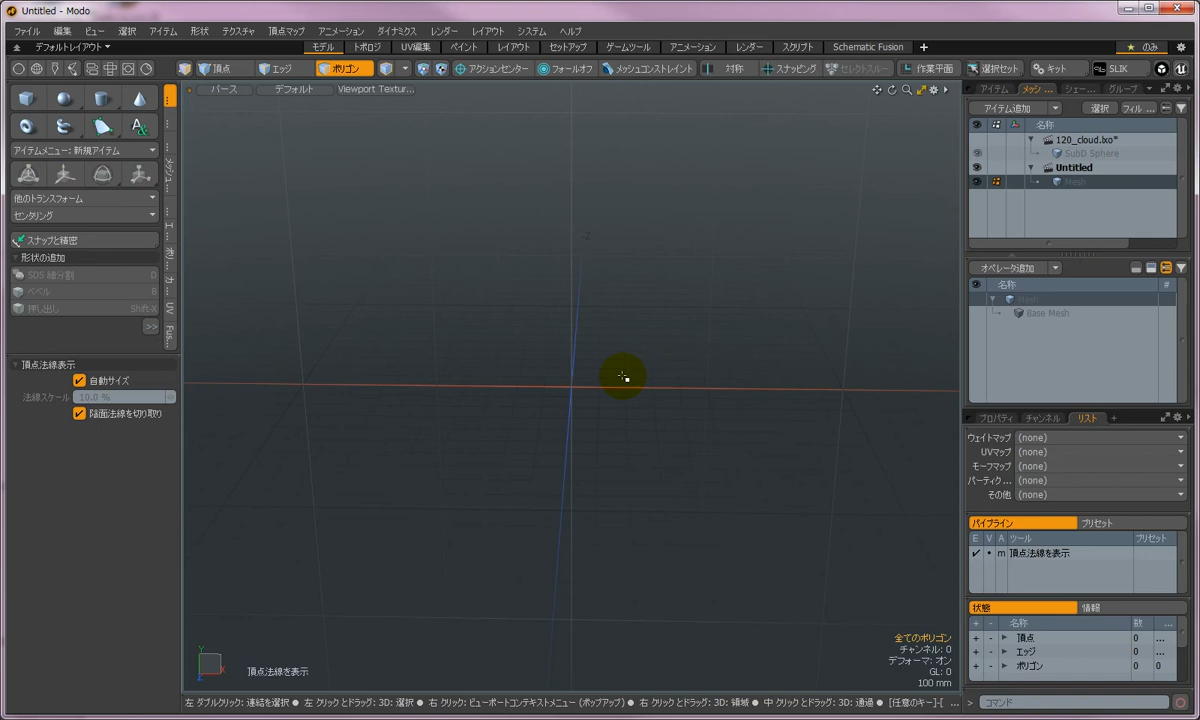 Untitled - Modo
ファイル 編集 ビュー 選択 アイテム 形状 テクスチャ 頂点マップ アニメーション ダイナミクス レンダー レイアウト システム ヘルプ
デフォルトレイアウト モデル トポロジ UV編集 ペイント レイアウト セットアップ ゲームツール アニメーション レンダー スクリプト Schematic Fusion + ★ のみ
頂点 エッジ ポリゴン アクションセンター フォールオフ メッシュコンストレイント 対称 スナッピング セレクトスルー 作業平面 選択セット キット SLIK
パース デフォルト Viewport Textur...
アイテムメニュー: 新規アイテム
他のトランスフォーム
センタリング
スナップと精密
形状の追加
SDS 細分割 D
ベベル B
押し出し Shift-X
>>
メッシュ...
エ...
ポリ...
カ...
UV
Fus...
頂点法線表示
自動サイズ
法線スケール 10.0 %
陰面法線を切り取り
-Z
Y
X
Z
頂点法線を表示
全てのポリゴン
チャンネル: 0
デフォーマ: オン
GL: 0
100 mm
アイテム メッシ... シェー... グループ
アイテム追加 選択 フィル...
名称
120_cloud.lxo*
SubD Sphere
Untitled
Mesh
オペレータ追加
名称 #
Mesh
Base Mesh
プロパティ チャンネル リスト +
ウェイトマップ (none)
UVマップ (none)
モーフマップ (none)
パーティク... (none)
その他 (none)
パイプライン プリセット
E V A ツール プリセット
✓ • m 頂点法線を表示
状態 情報
+ - 名称 数 ...
+ - 頂点 0 ...
+ - エッジ 0 ...
+ - ポリゴン 0 0
左 ダブルクリック: 連結を選択 ● 左 クリックとドラッグ: 3D: 選択 ● 右 クリック: ビューポートコンテキストメニュー (ポップアップ) ● 右 クリックとドラッグ: 3D: 領域 ● 中 クリックとドラッグ: 3D: 通過 ● [任意のキー]-[ ...
> コマンド